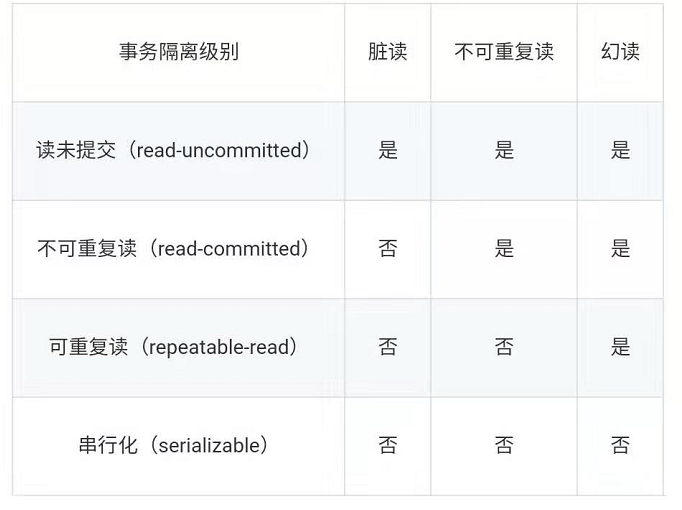 事务隔离级别 脏读 不可重复读 幻读
读未提交（read-uncommitted） 是 是 是
不可重复读（read-committed） 否 是 是
可重复读（repeatable-read） 否 否 是
串行化（serializable） 否 否 否